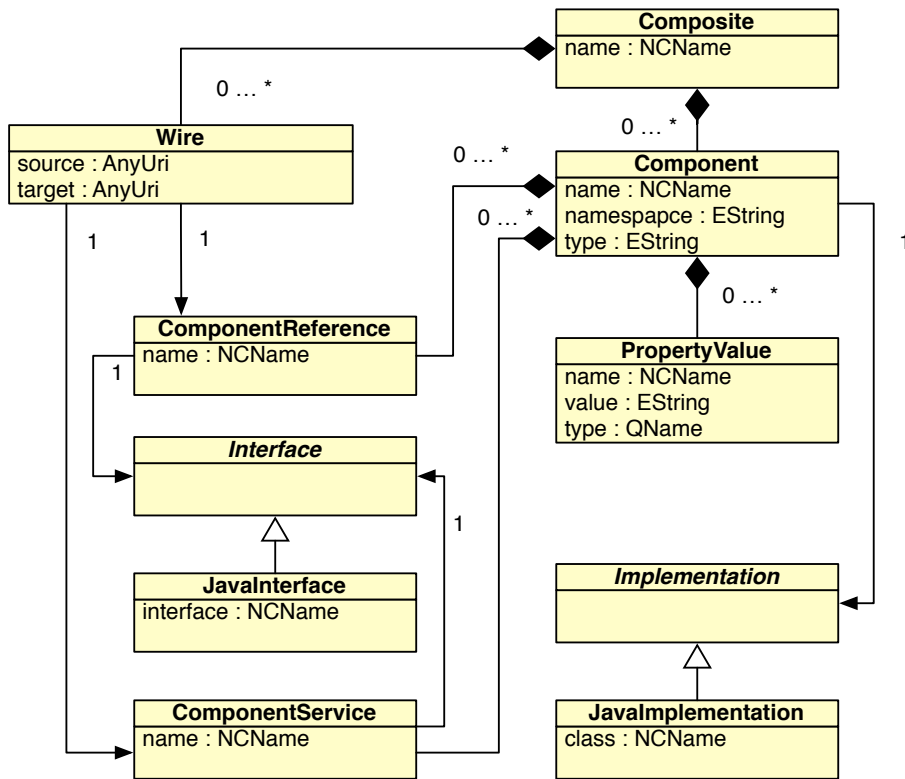 Composite
name : NCName
0 ... *
0 ... *
Wire
source : AnyUri
target : AnyUri
0 ... *
Component
name : NCName
namespapce : EString
type : EString
0 ... *
1
1
1
0 ... *
ComponentReference
name : NCName
1
PropertyValue
name : NCName
value : EString
type : QName
Interface
1
JavaInterface
interface : NCName
Implementation
ComponentService
name : NCName
JavaImplementation
class : NCName